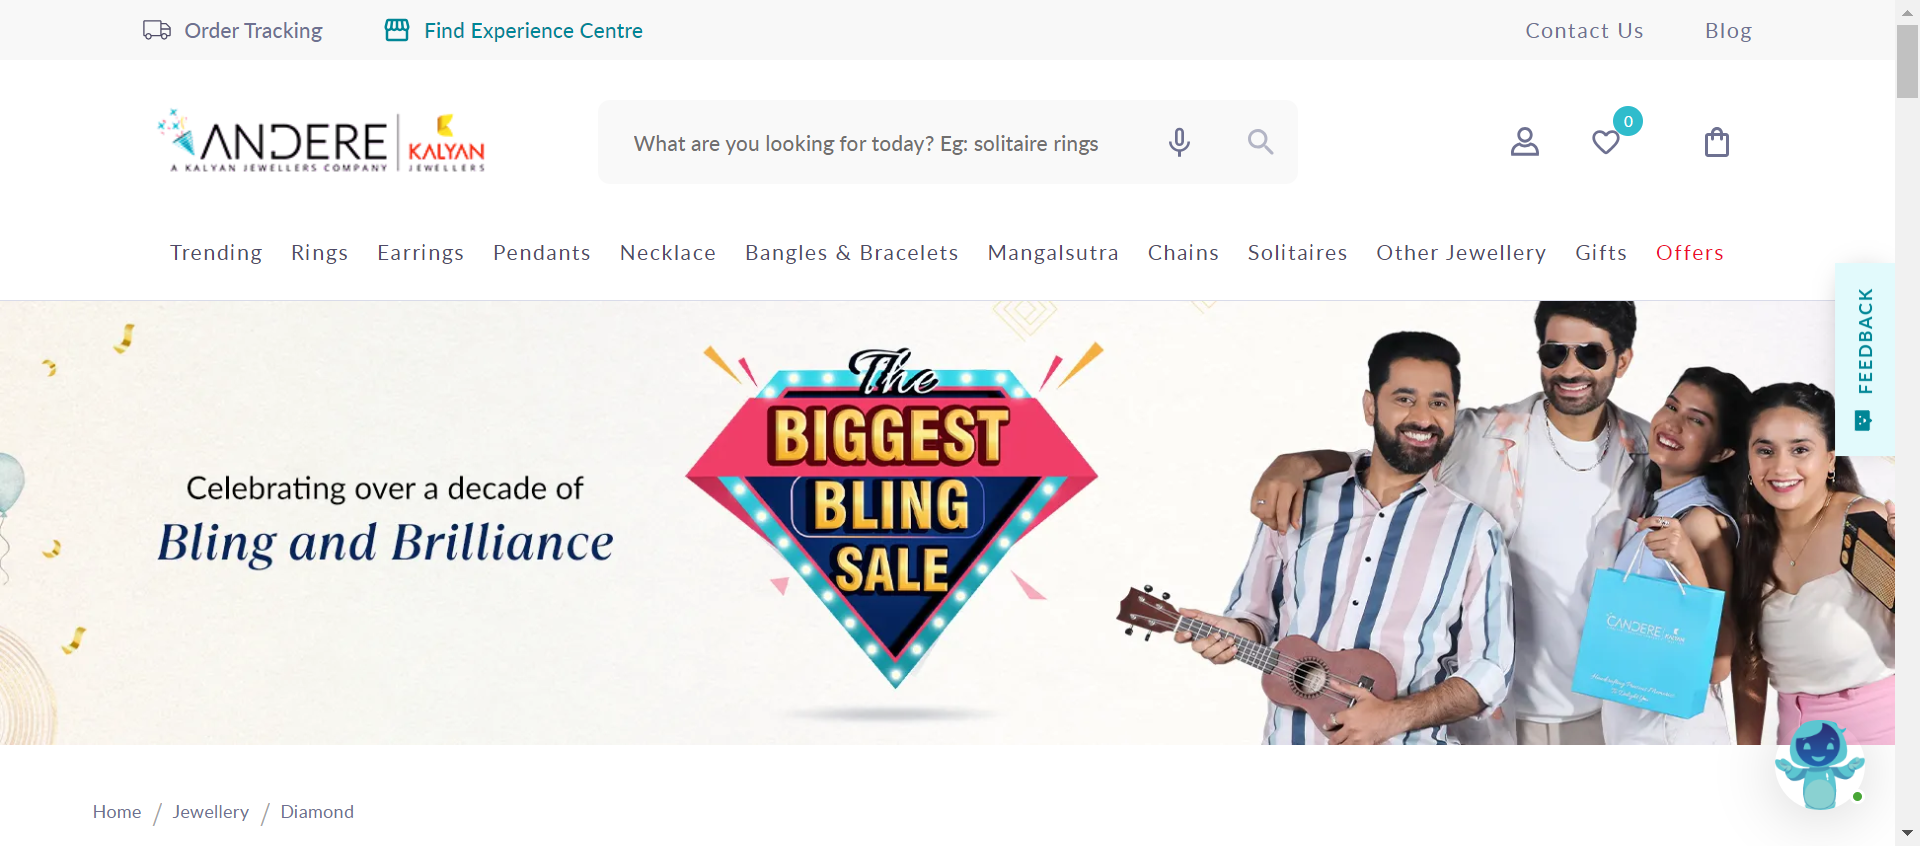 Order Tracking
Find Experience Centre
Contact Us
Blog
ANDERE
A KALYAN JEWELLERS COMPANY
KALYAN
JEWELLERS
What are you looking for today? Eg: solitaire rings
0
Trending Rings Earrings Pendants Necklace Bangles & Bracelets Mangalsutra Chains Solitaires Other Jewellery Gifts Offers
FEEDBACK
Celebrating over a decade of
Bling and Brilliance
The
BIGGEST
BLING
SALE
CANDERE
Home / Jewellery / Diamond